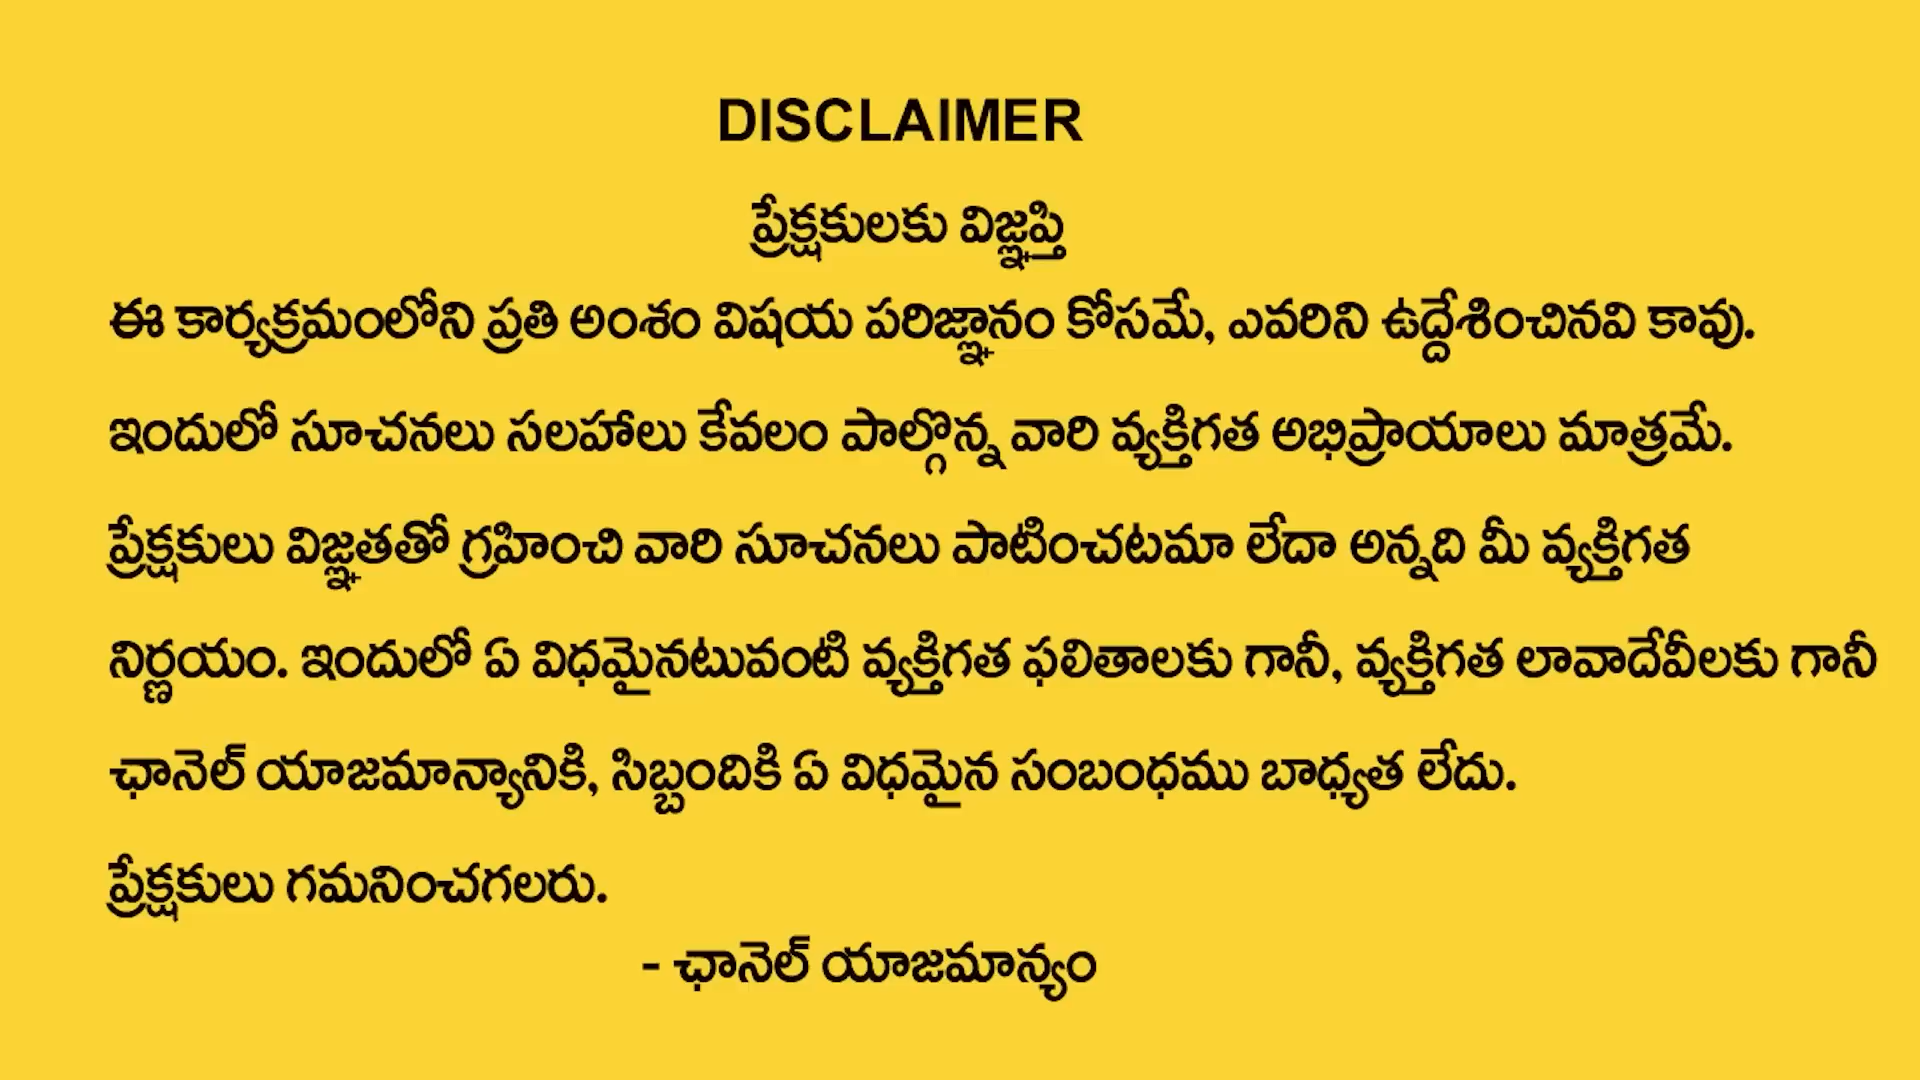 DISCLAIMER
ప్రేక్షకులకు విజ్ఞప్తి
ఈ కార్యక్రమంలోని ప్రతి అంశం విషయ పరిజ్ఞానం కోసమే, ఎవరిని ఉద్దేశించినవి కావు.
ఇందులో సూచనలు సలహాలు కేవలం పాల్గొన్న వారి వ్యక్తిగత అభిప్రాయాలు మాత్రమే.
ప్రేక్షకులు విజ్ఞతతో గ్రహించి వారి సూచనలు పాటించటమా లేదా అన్నది మీ వ్యక్తిగత
నిర్ణయం. ఇందులో ఏ విధమైనటువంటి వ్యక్తిగత ఫలితాలకు గానీ, వ్యక్తిగత లావాదేవీలకు గానీ
ఛానెల్ యాజమాన్యానికి, సిబ్బందికి ఏ విధమైన సంబంధము బాధ్యత లేదు.
ప్రేక్షకులు గమనించగలరు.
- ఛానెల్ యాజమాన్యం